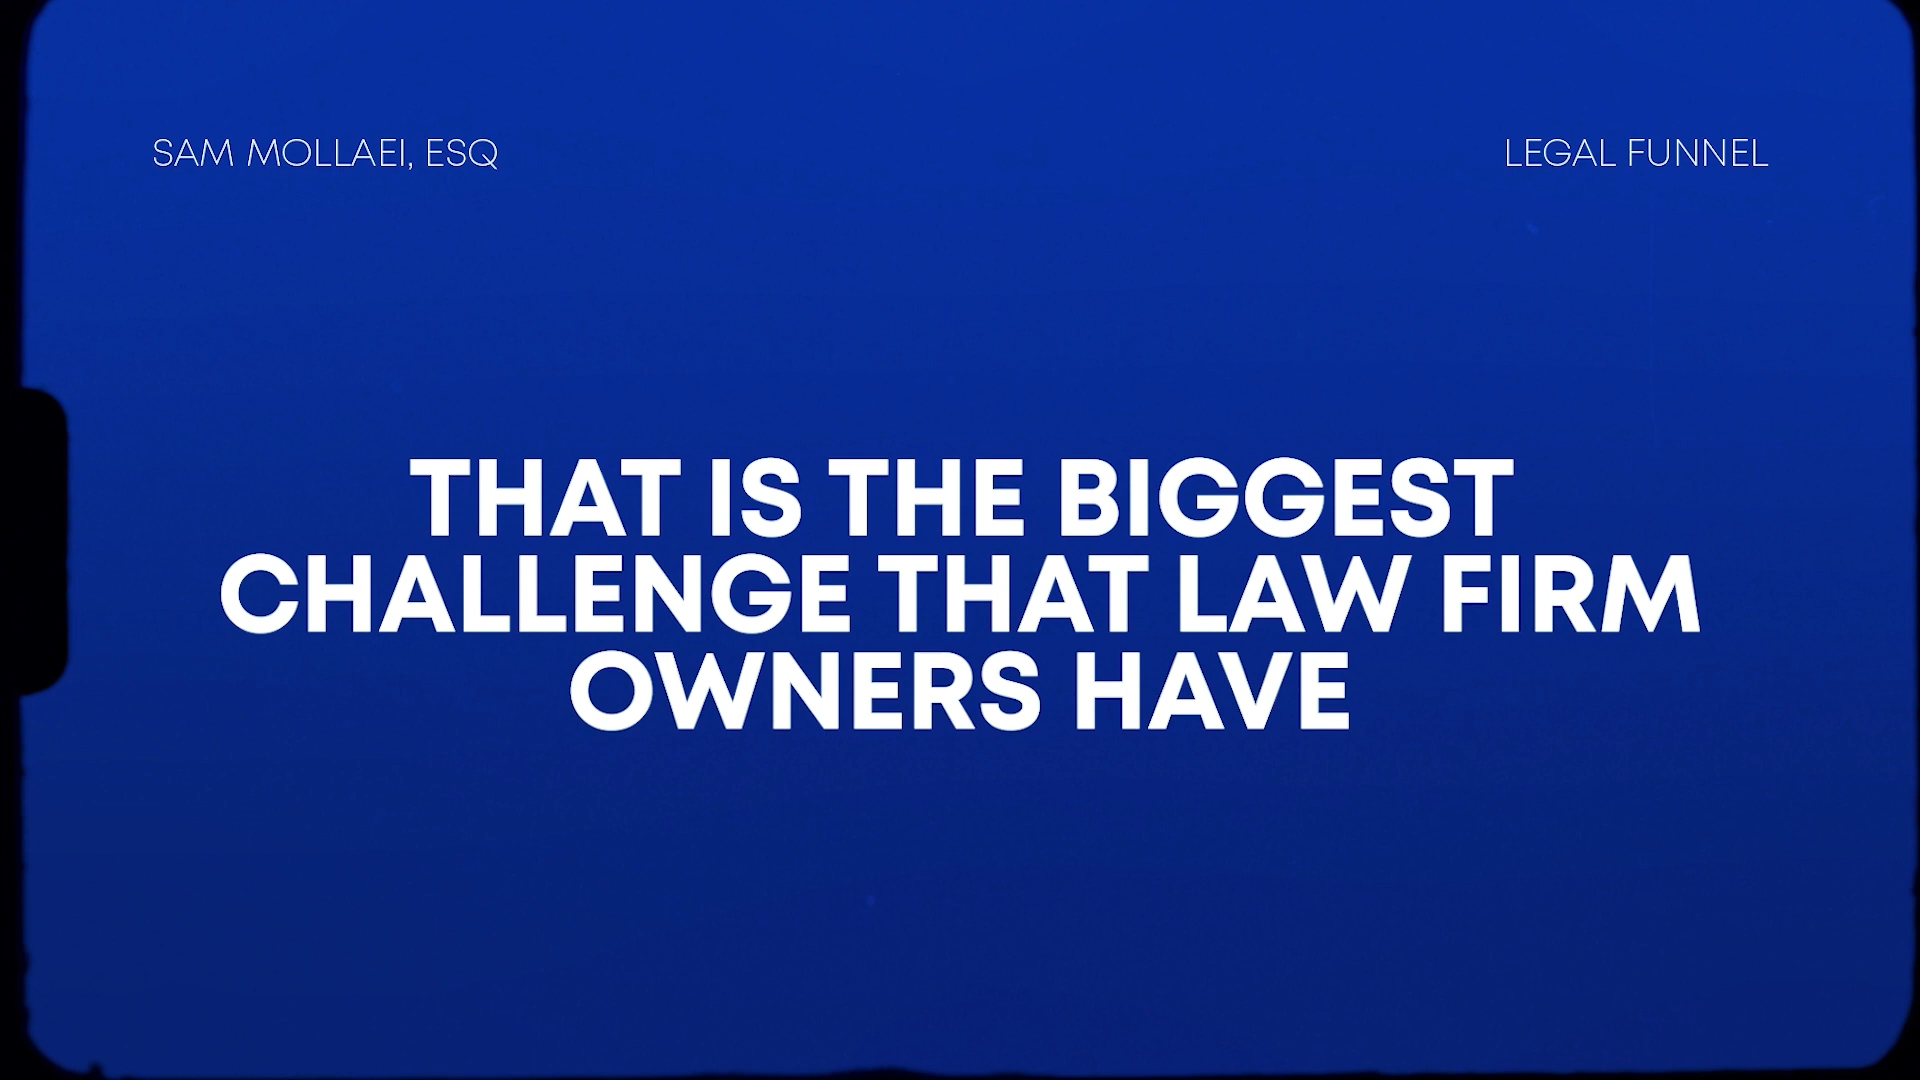 SAM MOLLAEI, ESQ
LEGAL FUNNEL
THAT IS THE BIGGEST
CHALLENGE THAT LAW FIRM
OWNERS HAVE